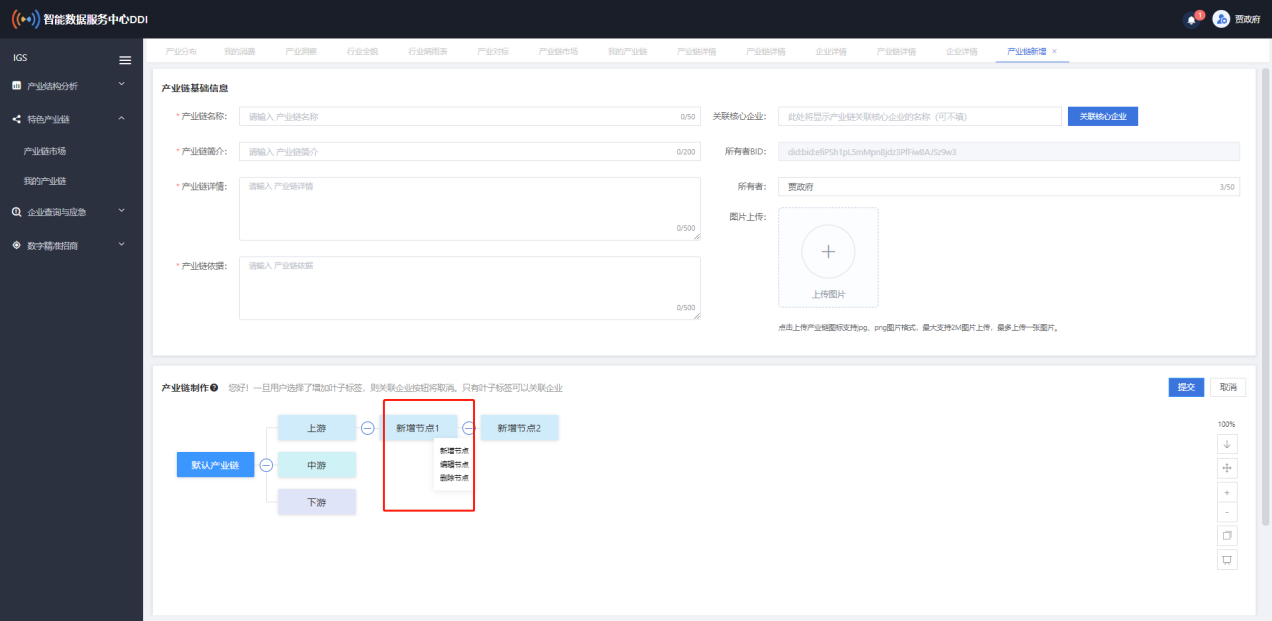 智能数据服务中心DDI
1
贾政府
IGS
产业结构分析
特色产业链
产业链市场
我的产业链
企业查询与应急
数字精准招商
产业分布
我的消息
产业洞察
行业全貌
行业晴雨表
产业对标
产业链市场
我的产业链
产业链详情
产业链详情
企业详情
产业链详情
企业详情
产业链新增 ×
产业链基础信息
* 产业链名称: 请输入 产业链名称 0/50
关联核心企业: 此处将显示产业链关联核心企业的名称（可不填） 关联核心企业
* 产业链简介: 请输入 产业链简介 0/200
所有者BID:
* 产业链详情: 请输入 产业链详情 0/500
所有者: 贾政府 3/50
图片上传:
上传图片
* 产业链依据: 请输入 产业链依据 0/500
点击上传产业链图标支持jpg、png图片格式，最大支持2M图片上传，最多上传一张图片。
产业链制作 您好！一旦用户选择了增加叶子标签，则关联企业按钮将取消。只有叶子标签可以关联企业
提交
取消
100%
默认产业链
上游
中游
下游
新增节点1
新增节点2
新增节点
编辑节点
删除节点